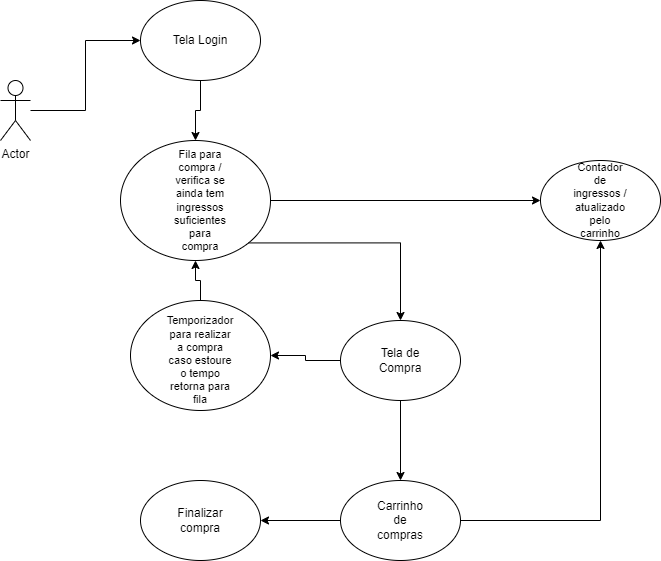 Tela Login
Actor
Fila para
compra /
verifica se
ainda tem
ingressos
suficientes
para
compra
Contador
de
ingressos /
atualizado
pelo
carrinho
Temporizador
para realizar
a compra
caso estoure
o tempo
retorna para
fila
Tela de
Compra
Finalizar
compra
Carrinho
de
compras